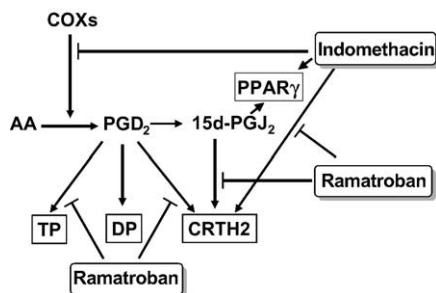 COXs
Indomethacin
PPARγ
AA PGD₂ 15d-PGJ₂
Ramatroban
TP DP CRTH2
Ramatroban